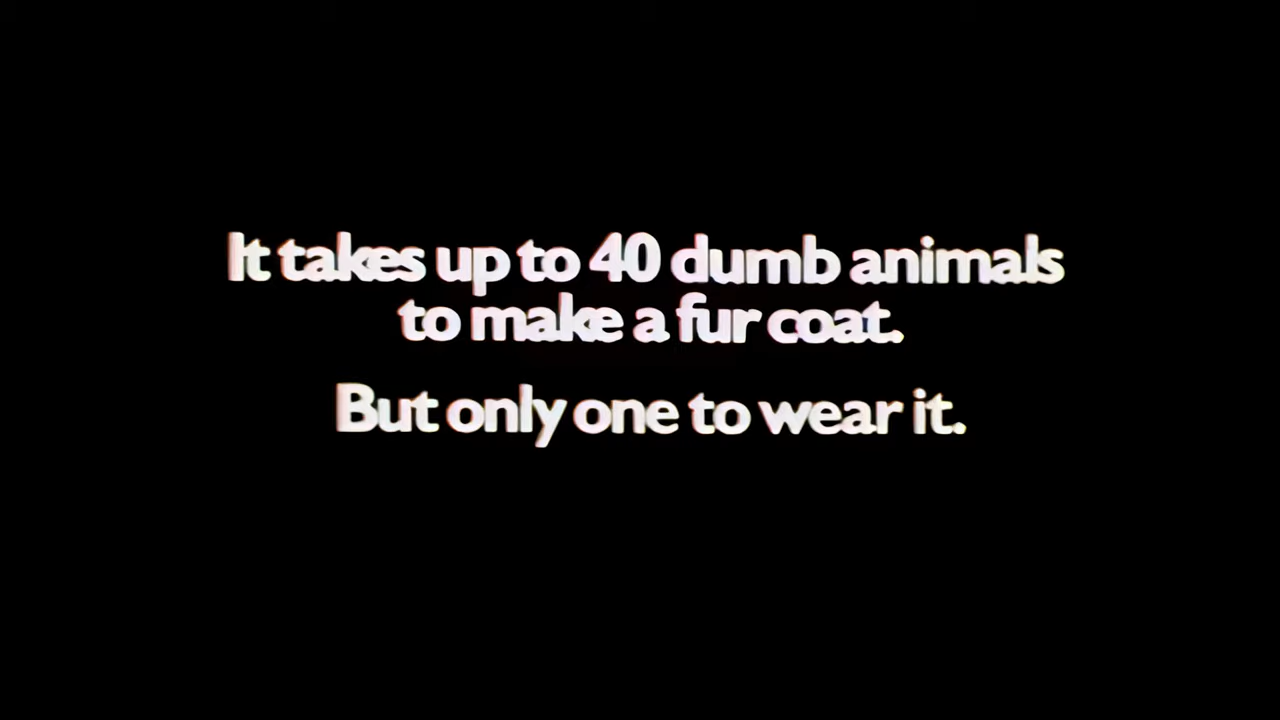 It takes up to 40 dumb animals
to make a fur coat.
But only one to wear it.